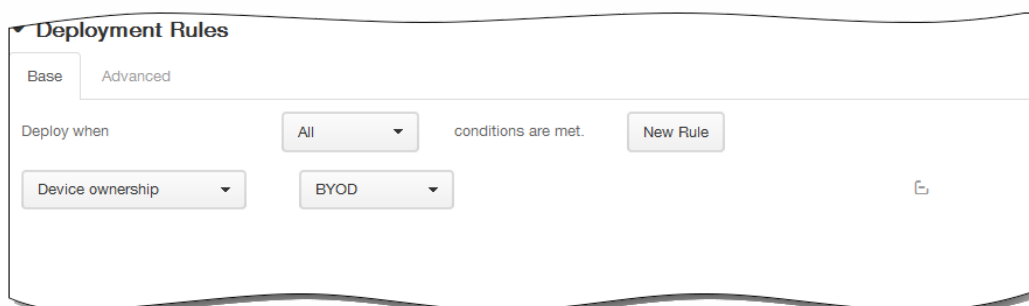 Deployment Rules
Base Advanced
Deploy when All conditions are met. New Rule
Device ownership BYOD